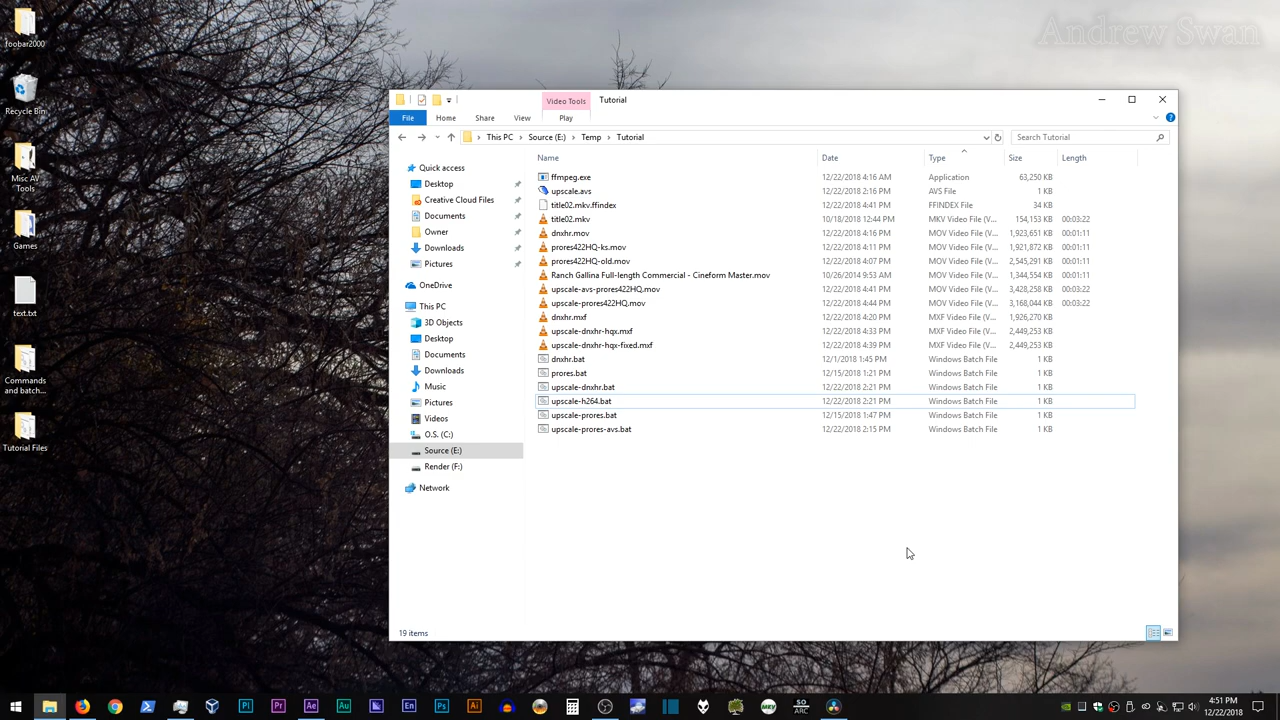 Andrew Swan
foobar2000
Recycle Bin
Misc AV
Tools
Games
text.txt
Commands
and batch...
Tutorial Files
Video Tools
Tutorial
File
Home
Share
View
Play
This PC
Source (E:)
Temp
Tutorial
Search Tutorial
Quick access
Desktop
Creative Cloud Files
Documents
Owner
Downloads
Pictures
OneDrive
This PC
3D Objects
Desktop
Documents
Downloads
Music
Pictures
Videos
O.S. (C:)
Source (E:)
Render (F:)
Network
Name Date Type Size Length
ffmpeg.exe 12/22/2018 4:16 AM Application 63,250 KB
upscale.avs 12/22/2018 2:16 PM AVS File 1 KB
title02.mkv.ffindex 12/22/2018 4:41 PM FFINDEX File 34 KB
title02.mkv 10/18/2018 12:44 PM MKV Video File (V... 154,153 KB 00:03:22
dnxhr.mov 12/22/2018 4:16 PM MOV Video File (V... 1,923,651 KB 00:01:11
prores422HQ-ks.mov 12/22/2018 4:11 PM MOV Video File (V... 1,921,872 KB 00:01:11
prores422HQ-old.mov 12/22/2018 4:07 PM MOV Video File (V... 2,545,291 KB 00:01:11
Ranch Gallina Full-length Commercial - Cineform Master.mov 10/26/2014 9:53 AM MOV Video File (V... 1,344,554 KB 00:01:11
upscale-avs-prores422HQ.mov 12/22/2018 4:41 PM MOV Video File (V... 3,428,258 KB 00:03:22
upscale-prores422HQ.mov 12/22/2018 4:44 PM MOV Video File (V... 3,168,044 KB 00:03:22
dnxhr.mxf 12/22/2018 4:20 PM MXF Video File (V... 1,926,270 KB
upscale-dnxhr-hqx.mxf 12/22/2018 4:33 PM MXF Video File (V... 2,449,253 KB
upscale-dnxhr-hqx-fixed.mxf 12/22/2018 4:39 PM MXF Video File (V... 2,449,253 KB
dnxhr.bat 12/1/2018 1:45 PM Windows Batch File 1 KB
prores.bat 12/15/2018 1:21 PM Windows Batch File 1 KB
upscale-dnxhr.bat 12/22/2018 2:21 PM Windows Batch File 1 KB
upscale-h264.bat 12/22/2018 2:21 PM Windows Batch File 1 KB
upscale-prores.bat 12/15/2018 1:47 PM Windows Batch File 1 KB
upscale-prores-avs.bat 12/22/2018 2:15 PM Windows Batch File 1 KB
19 items
Pl
Pr
Ae
Au
En
Ps
Ai
MKV
SO
ARC
4:51 PM
12/22/2018